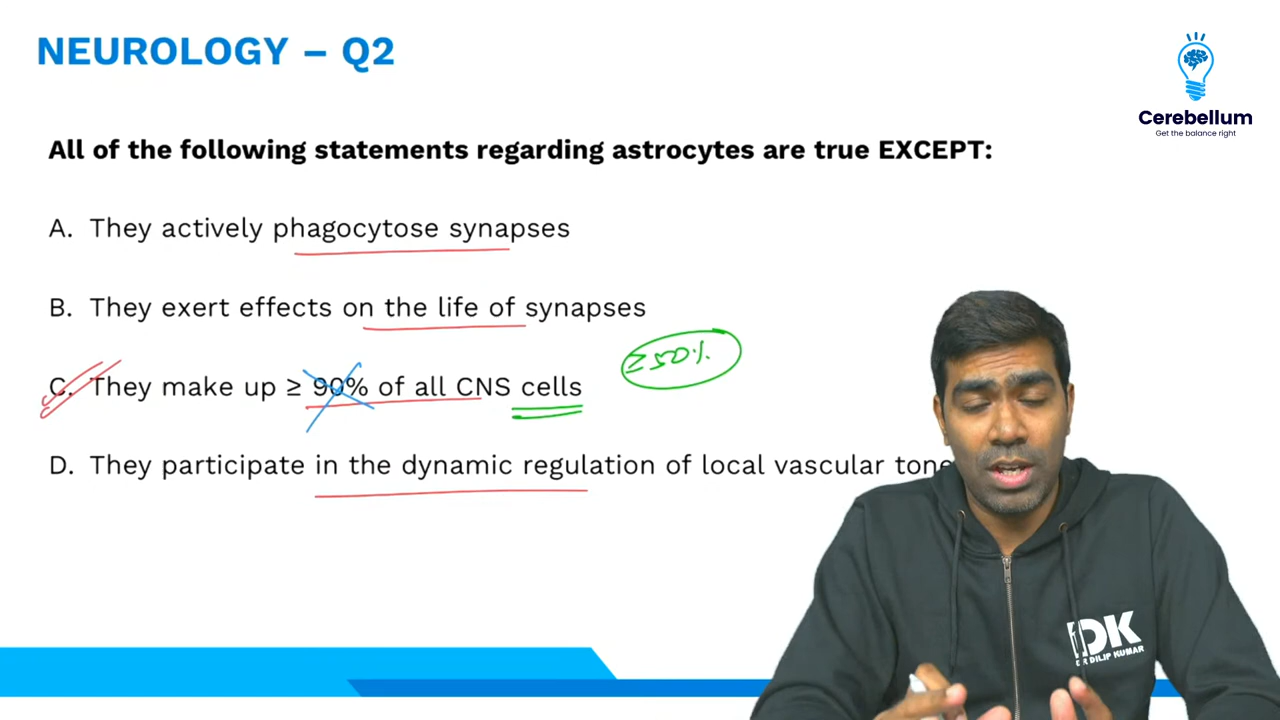 NEUROLOGY – Q2
Cerebellum
Get the balance right
All of the following statements regarding astrocytes are true EXCEPT:
A. They actively phagocytose synapses
B. They exert effects on the life of synapses
≥50%
C. They make up ≥ 90% of all CNS cells
D. They participate in the dynamic regulation of local vascular tone
DK
DR DILIP KUMAR